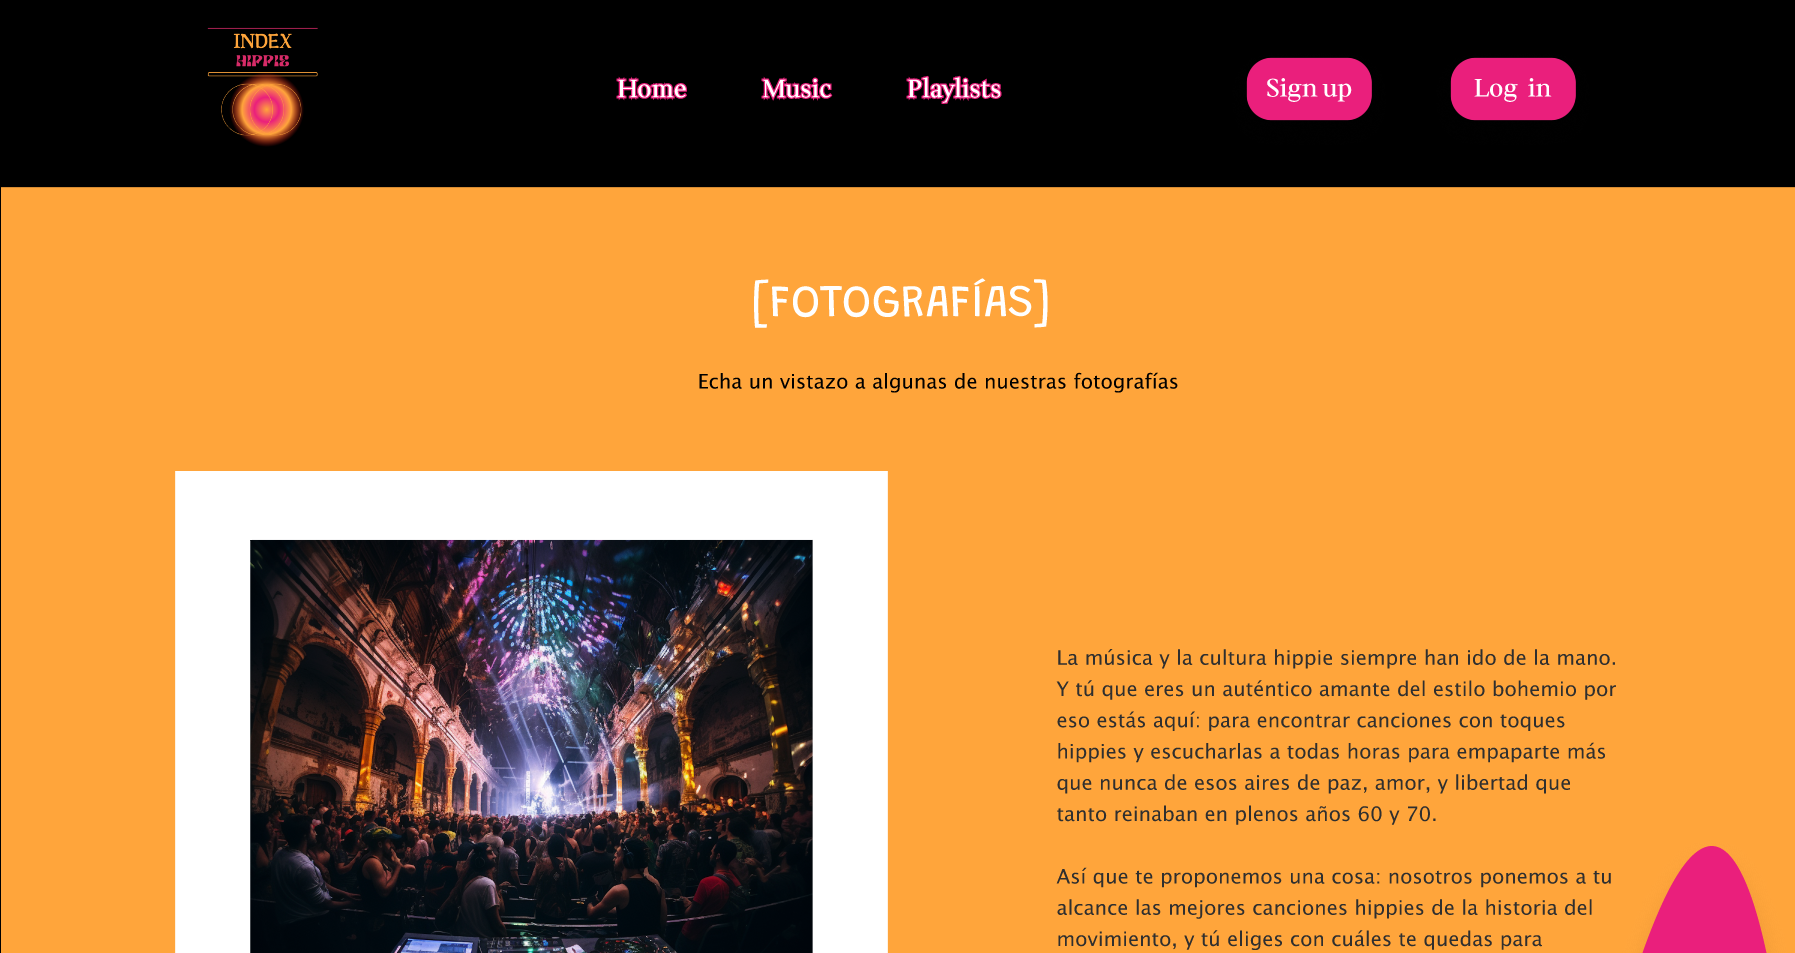 INDEX
HIPPIE
Home Music Playlists Sign up Log in
[FOTOGRAFÍAS]
Echa un vistazo a algunas de nuestras fotografías
La música y la cultura hippie siempre han ido de la mano.
Y tú que eres un auténtico amante del estilo bohemio por
eso estás aquí: para encontrar canciones con toques
hippies y escucharlas a todas horas para empaparte más
que nunca de esos aires de paz, amor, y libertad que
tanto reinaban en plenos años 60 y 70.
Así que te proponemos una cosa: nosotros ponemos a tu
alcance las mejores canciones hippies de la historia del
movimiento, y tú eliges con cuáles te quedas para